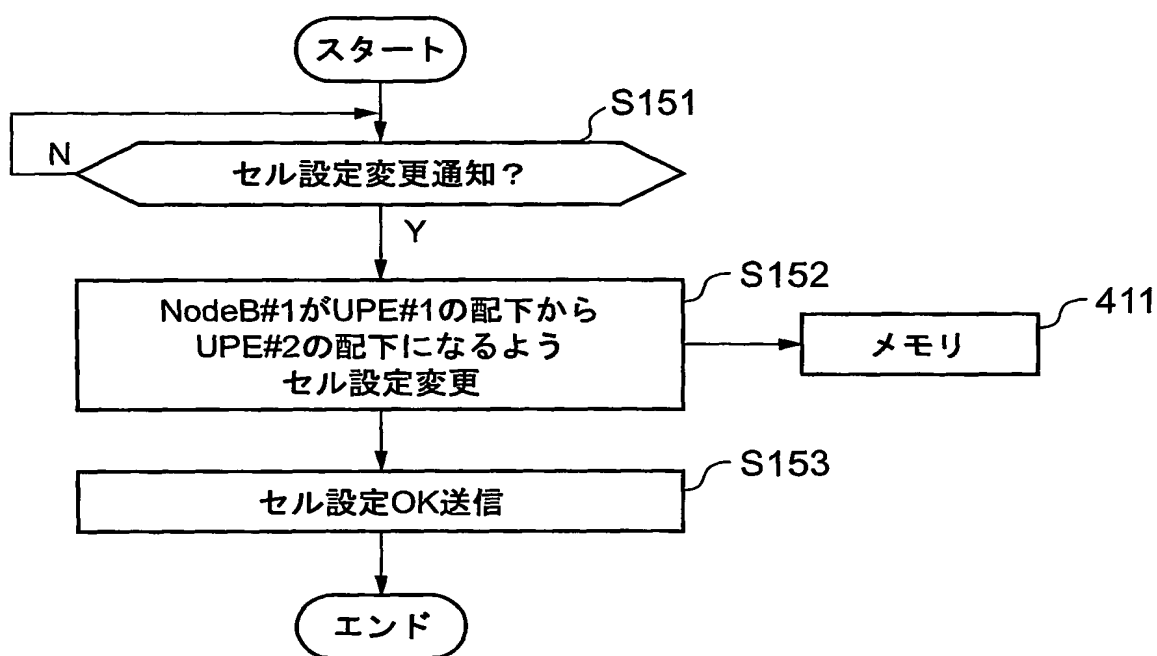 スタート
S151
N
セル設定変更通知？
Y
S152
NodeB#1がUPE#1の配下から
UPE#2の配下になるよう
セル設定変更
411
メモリ
S153
セル設定OK送信
エンド